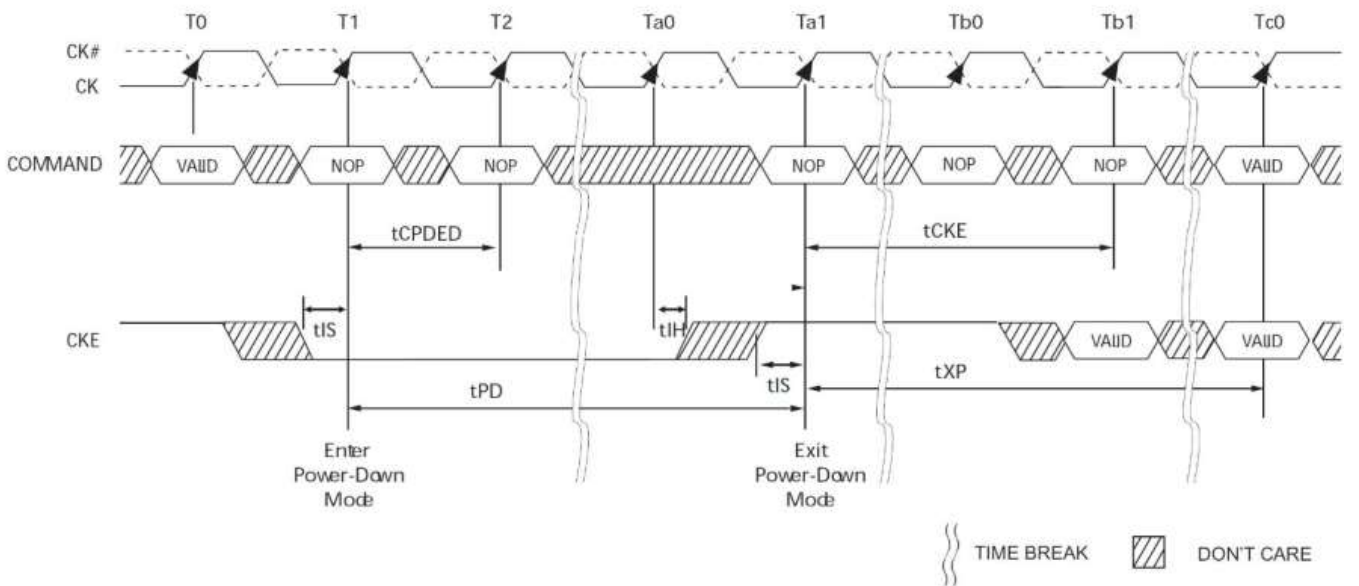 T0 T1 T2 Ta0 Ta1 Tb0 Tb1 Tc0
CK#
CK
COMMAND VALID NOP NOP NOP NOP NOP VALID
tCPDED tCKE
tIS tIH
CKE VALID VALID
tIS
tPD tXP
Enter
Power-Down
Mode
Exit
Power-Down
Mode
TIME BREAK DON'T CARE